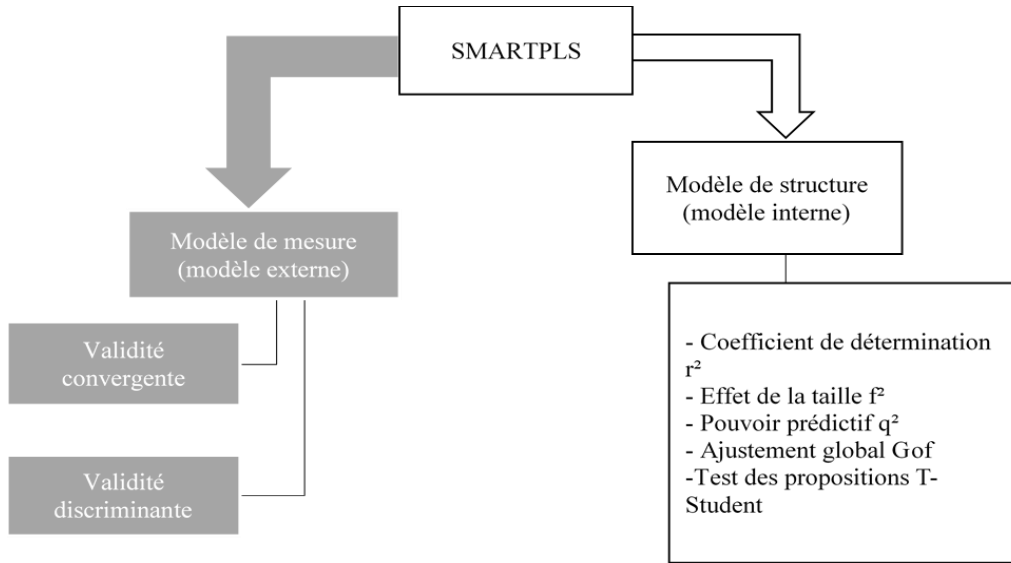 SMARTPLS
Modèle de mesure
(modèle externe)
Validité
convergente
Validité
discriminante
Modèle de structure
(modèle interne)
- Coefficient de détermination
r²
- Effet de la taille f²
- Pouvoir prédictif q²
- Ajustement global Gof
-Test des propositions T-
Student